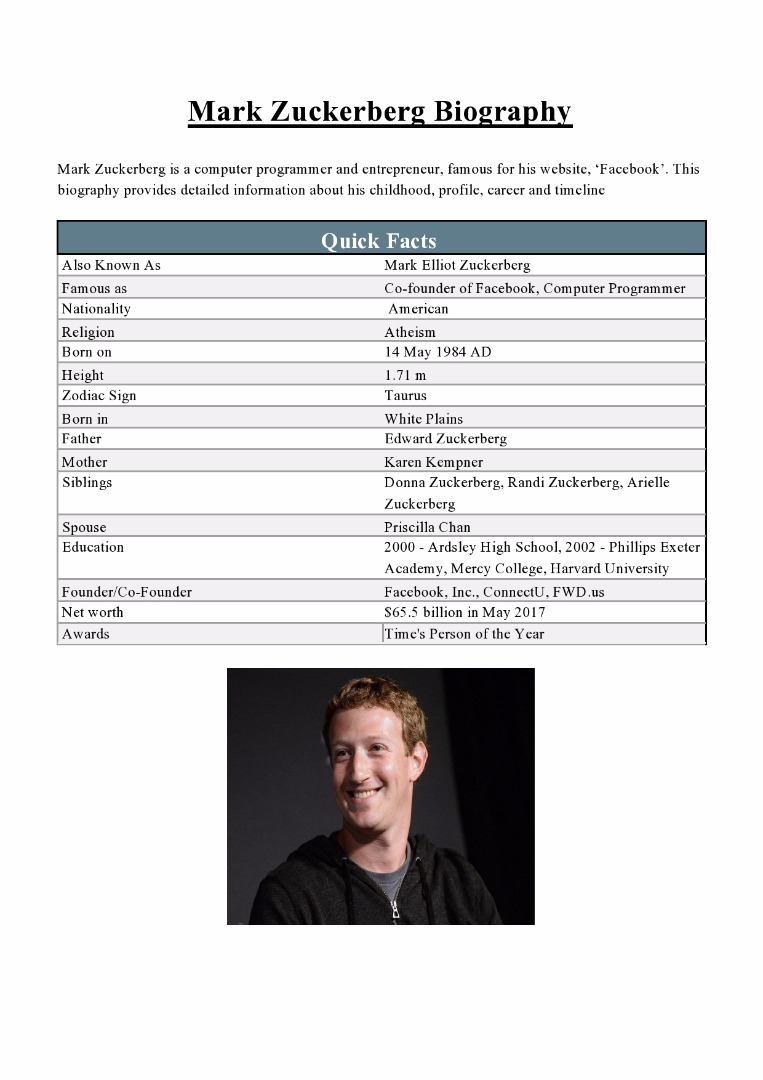 Mark Zuckerberg Biography
Mark Zuckerberg is a computer programmer and entrepreneur, famous for his website, ‘Facebook’. This
biography provides detailed information about his childhood, profile, career and timeline
Quick Facts
Also Known As Mark Elliot Zuckerberg
Famous as Co-founder of Facebook, Computer Programmer
Nationality American
Religion Atheism
Born on 14 May 1984 AD
Height 1.71 m
Zodiac Sign Taurus
Born in White Plains
Father Edward Zuckerberg
Mother Karen Kempner
Siblings Donna Zuckerberg, Randi Zuckerberg, Arielle
Zuckerberg
Spouse Priscilla Chan
Education 2000 - Ardsley High School, 2002 - Phillips Exeter
Academy, Mercy College, Harvard University
Founder/Co-Founder Facebook, Inc., ConnectU, FWD.us
Net worth $65.5 billion in May 2017
Awards Time's Person of the Year